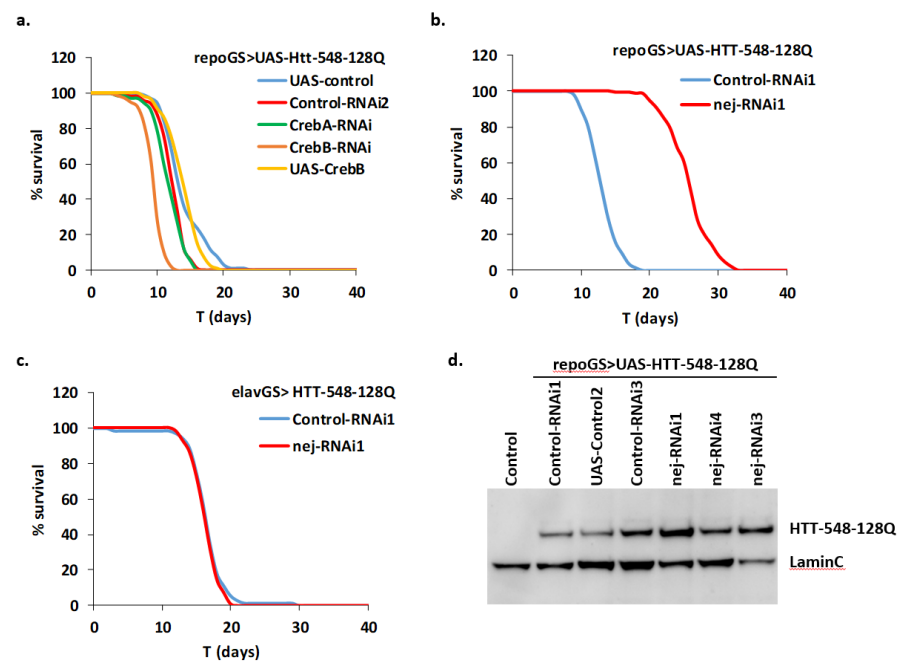 a.
repoGS>UAS-Htt-548-128Q
UAS-control
Control-RNAi2
CrebA-RNAi
CrebB-RNAi
UAS-CrebB
120
100
80
60
40
20
0
% survival
0 10 20 30 40
T (days)
b.
repoGS>UAS-HTT-548-128Q
Control-RNAi1
nej-RNAi1
120
100
80
60
40
20
0
% survival
0 10 20 30 40
T (days)
c.
elavGS> HTT-548-128Q
Control-RNAi1
nej-RNAi1
120
100
80
60
40
20
0
% survival
0 10 20 30 40
T (days)
d.
repoGS>UAS-HTT-548-128Q
Control
Control-RNAi1
UAS-Control2
Control-RNAi3
nej-RNAi1
nej-RNAi4
nej-RNAi3
HTT-548-128Q
LaminC